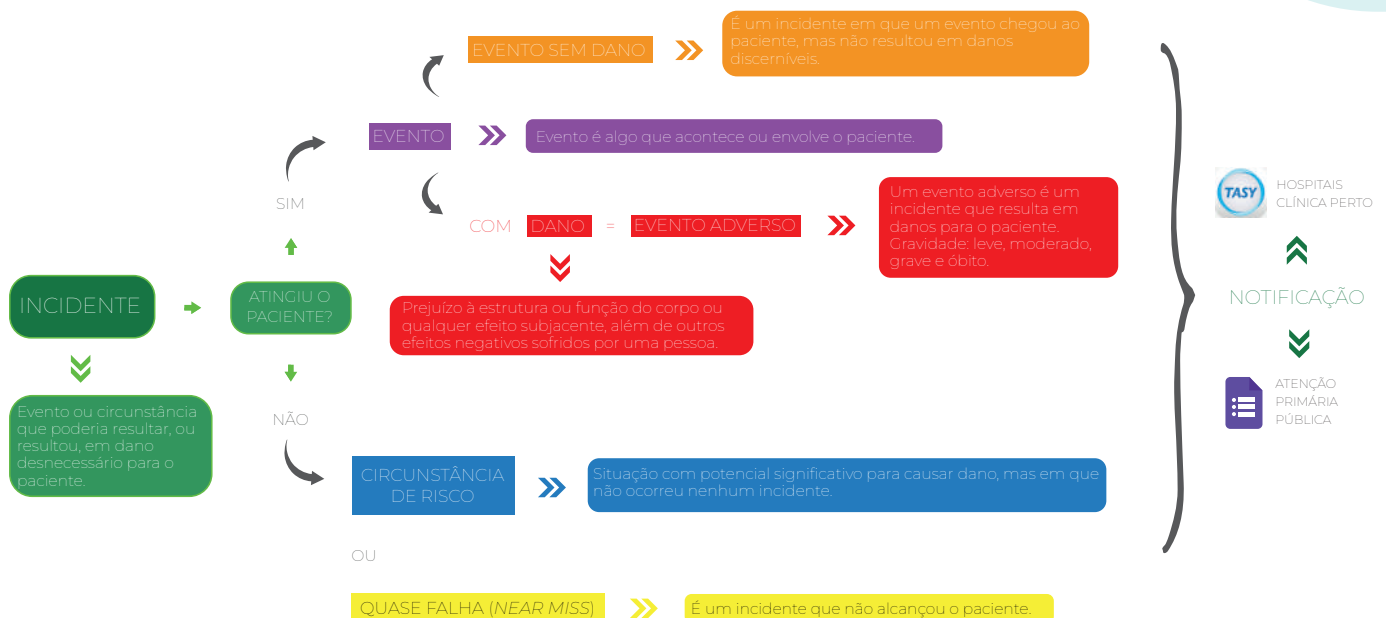 EVENTO SEM DANO
É um incidente em que um evento chegou ao
paciente, mas não resultou em danos
discerníveis.
EVENTO
Evento é algo que acontece ou envolve o paciente.
SIM
COM DANO = EVENTO ADVERSO
Um evento adverso é um
incidente que resulta em
danos para o paciente.
Gravidade: leve, moderado,
grave e óbito.
INCIDENTE
ATINGIU O
PACIENTE?
Prejuízo à estrutura ou função do corpo ou
qualquer efeito subjacente, além de outros
efeitos negativos sofridos por uma pessoa.
Evento ou circunstância
que poderia resultar, ou
resultou, em dano
desnecessário para o
paciente.
NÃO
CIRCUNSTÂNCIA
DE RISCO
Situação com potencial significativo para causar dano, mas em que
não ocorreu nenhum incidente.
OU
QUASE FALHA (NEAR MISS)
É um incidente que não alcançou o paciente.
TASY
HOSPITAIS
CLÍNICA PERTO
NOTIFICAÇÃO
ATENÇÃO
PRIMÁRIA
PÚBLICA